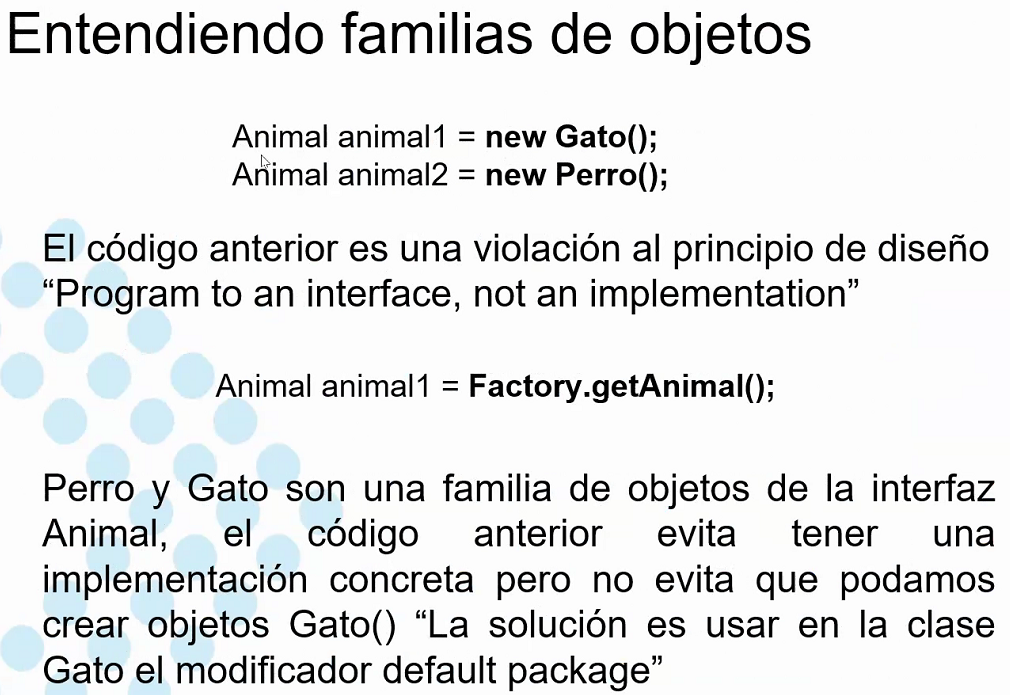 Entendiendo familias de objetos
Animal animal1 = new Gato();
Animal animal2 = new Perro();
El código anterior es una violación al principio de diseño
“Program to an interface, not an implementation”
Animal animal1 = Factory.getAnimal();
Perro y Gato son una familia de objetos de la interfaz
Animal, el código anterior evita tener una
implementación concreta pero no evita que podamos
crear objetos Gato() “La solución es usar en la clase
Gato el modificador default package”